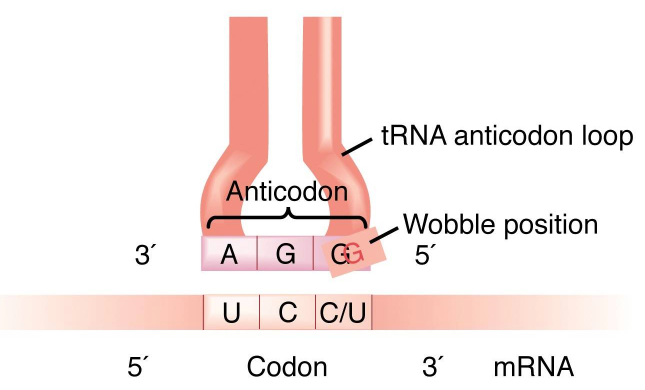 tRNA anticodon loop
Anticodon
Wobble position
3´ A G G G 5´
U C C/U
5´ Codon 3´ mRNA